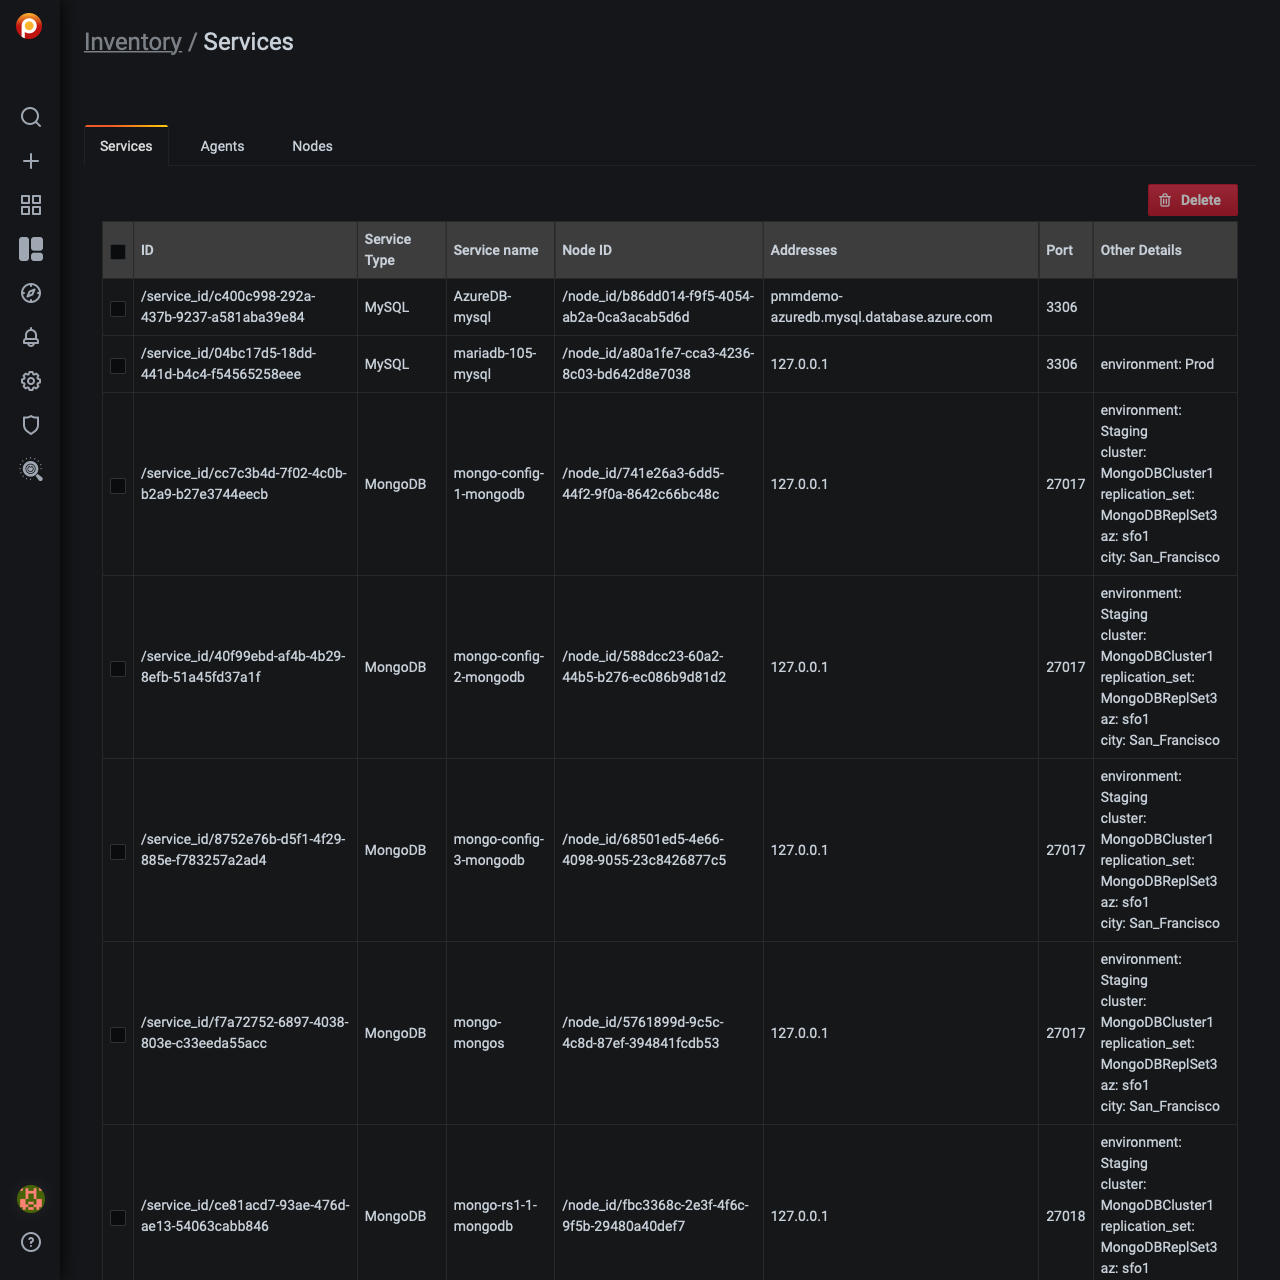 Inventory / Services
Services
Agents
Nodes
Delete
ID
Service
Type
Service name
Node ID
Addresses
Port
Other Details
/service_id/c400c998-292a-
437b-9237-a581aba39e84
MySQL
AzureDB-
mysql
/node_id/b86dd014-f9f5-4054-
ab2a-0ca3acab5d6d
pmmdemo-
azuredb.mysql.database.azure.com
3306
/service_id/04bc17d5-18dd-
441d-b4c4-f54565258eee
MySQL
mariadb-105-
mysql
/node_id/a80a1fe7-cca3-4236-
8c03-bd642d8e7038
127.0.0.1
3306
environment: Prod
/service_id/cc7c3b4d-7f02-4c0b-
b2a9-b27e3744eecb
MongoDB
mongo-config-
1-mongodb
/node_id/741e26a3-6dd5-
44f2-9f0a-8642c66bc48c
127.0.0.1
27017
environment:
Staging
cluster:
MongoDBCluster1
replication_set:
MongoDBReplSet3
az: sfo1
city: San_Francisco
/service_id/40f99ebd-af4b-4b29-
8efb-51a45fd37a1f
MongoDB
mongo-config-
2-mongodb
/node_id/588dcc23-60a2-
44b5-b276-ec086b9d81d2
127.0.0.1
27017
environment:
Staging
cluster:
MongoDBCluster1
replication_set:
MongoDBReplSet3
az: sfo1
city: San_Francisco
/service_id/8752e76b-d5f1-4f29-
885e-f783257a2ad4
MongoDB
mongo-config-
3-mongodb
/node_id/68501ed5-4e66-
4098-9055-23c8426877c5
127.0.0.1
27017
environment:
Staging
cluster:
MongoDBCluster1
replication_set:
MongoDBReplSet3
az: sfo1
city: San_Francisco
/service_id/f7a72752-6897-4038-
803e-c33eeda55acc
MongoDB
mongo-
mongos
/node_id/5761899d-9c5c-
4c8d-87ef-394841fcdb53
127.0.0.1
27017
environment:
Staging
cluster:
MongoDBCluster1
replication_set:
MongoDBReplSet3
az: sfo1
city: San_Francisco
/service_id/ce81acd7-93ae-476d-
ae13-54063cabb846
MongoDB
mongo-rs1-1-
mongodb
/node_id/fbc3368c-2e3f-4f6c-
9f5b-29480a40def7
127.0.0.1
27018
environment:
Staging
cluster:
MongoDBCluster1
replication_set:
MongoDBReplSet3
az: sfo1